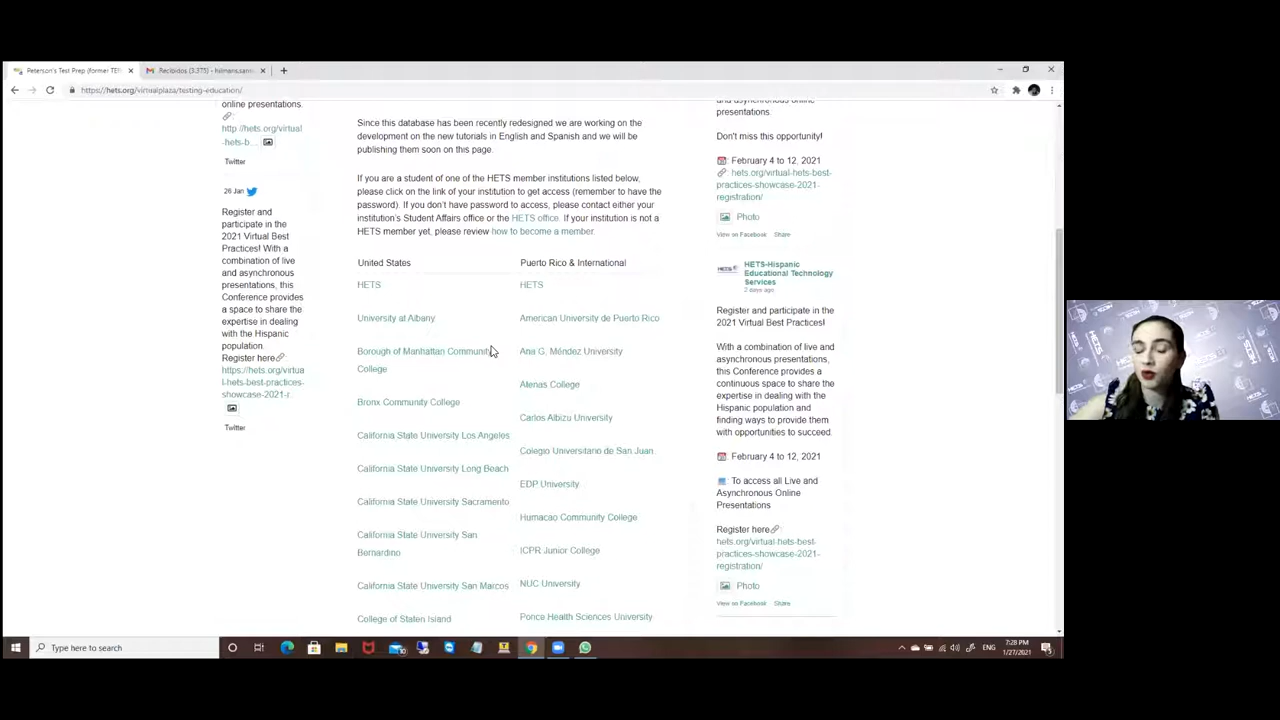 Peterson's Test Prep (former TEF
Recibidos (3.375) - hilmans.sanri
https://hets.org/virtualplaza/testing-education/
online presentations.
http://hets.org/virtual
-hets-b...
Twitter
26 Jan
Register and
participate in the
2021 Virtual Best
Practices! With a
combination of live
and asynchronous
presentations, this
Conference provides
a space to share the
expertise in dealing
with the Hispanic
population.
Register here
https://hets.org/virtua
l-hets-best-practices-
showcase-2021-r
Twitter
Since this database has been recently redesigned we are working on the
development on the new tutorials in English and Spanish and we will be
publishing them soon on this page.
If you are a student of one of the HETS member institutions listed below,
please click on the link of your institution to get access (remember to have the
password). If you don't have password to access, please contact either your
institution's Student Affairs office or the HETS office. If your institution is not a
HETS member yet, please review how to become a member.
United States
HETS
University at Albany
Borough of Manhattan Community
College
Bronx Community College
California State University Los Angeles
California State University Long Beach
California State University Sacramento
California State University San
Bernardino
California State University San Marcos
College of Staten Island
Puerto Rico & International
HETS
American University de Puerto Rico
Ana G. Méndez University
Atenas College
Carlos Albizu University
Colegio Universitario de San Juan
EDP University
Humacao Community College
ICPR Junior College
NUC University
Ponce Health Sciences University
and asynchronous
presentations.
Don't miss this opportunity!
: February 4 to 12, 2021
: hets.org/virtual-hets-best-
practices-showcase-2021-
registration/
Photo
View on Facebook · Share
HETS-Hispanic
Educational Technology
Services
2 days ago
Register and participate in the
2021 Virtual Best Practices!
With a combination of live and
asynchronous presentations,
this Conference provides a
continuous space to share the
expertise in dealing with the
Hispanic population and
finding ways to provide them
with opportunities to succeed.
: February 4 to 12, 2021
: To access all Live and
Asynchronous Online
Presentations
Register here :
hets.org/virtual-hets-best-
practices-showcase-2021-
registration/
Photo
View on Facebook · Share
Type here to search
ENG
7:28 PM
1/27/2021